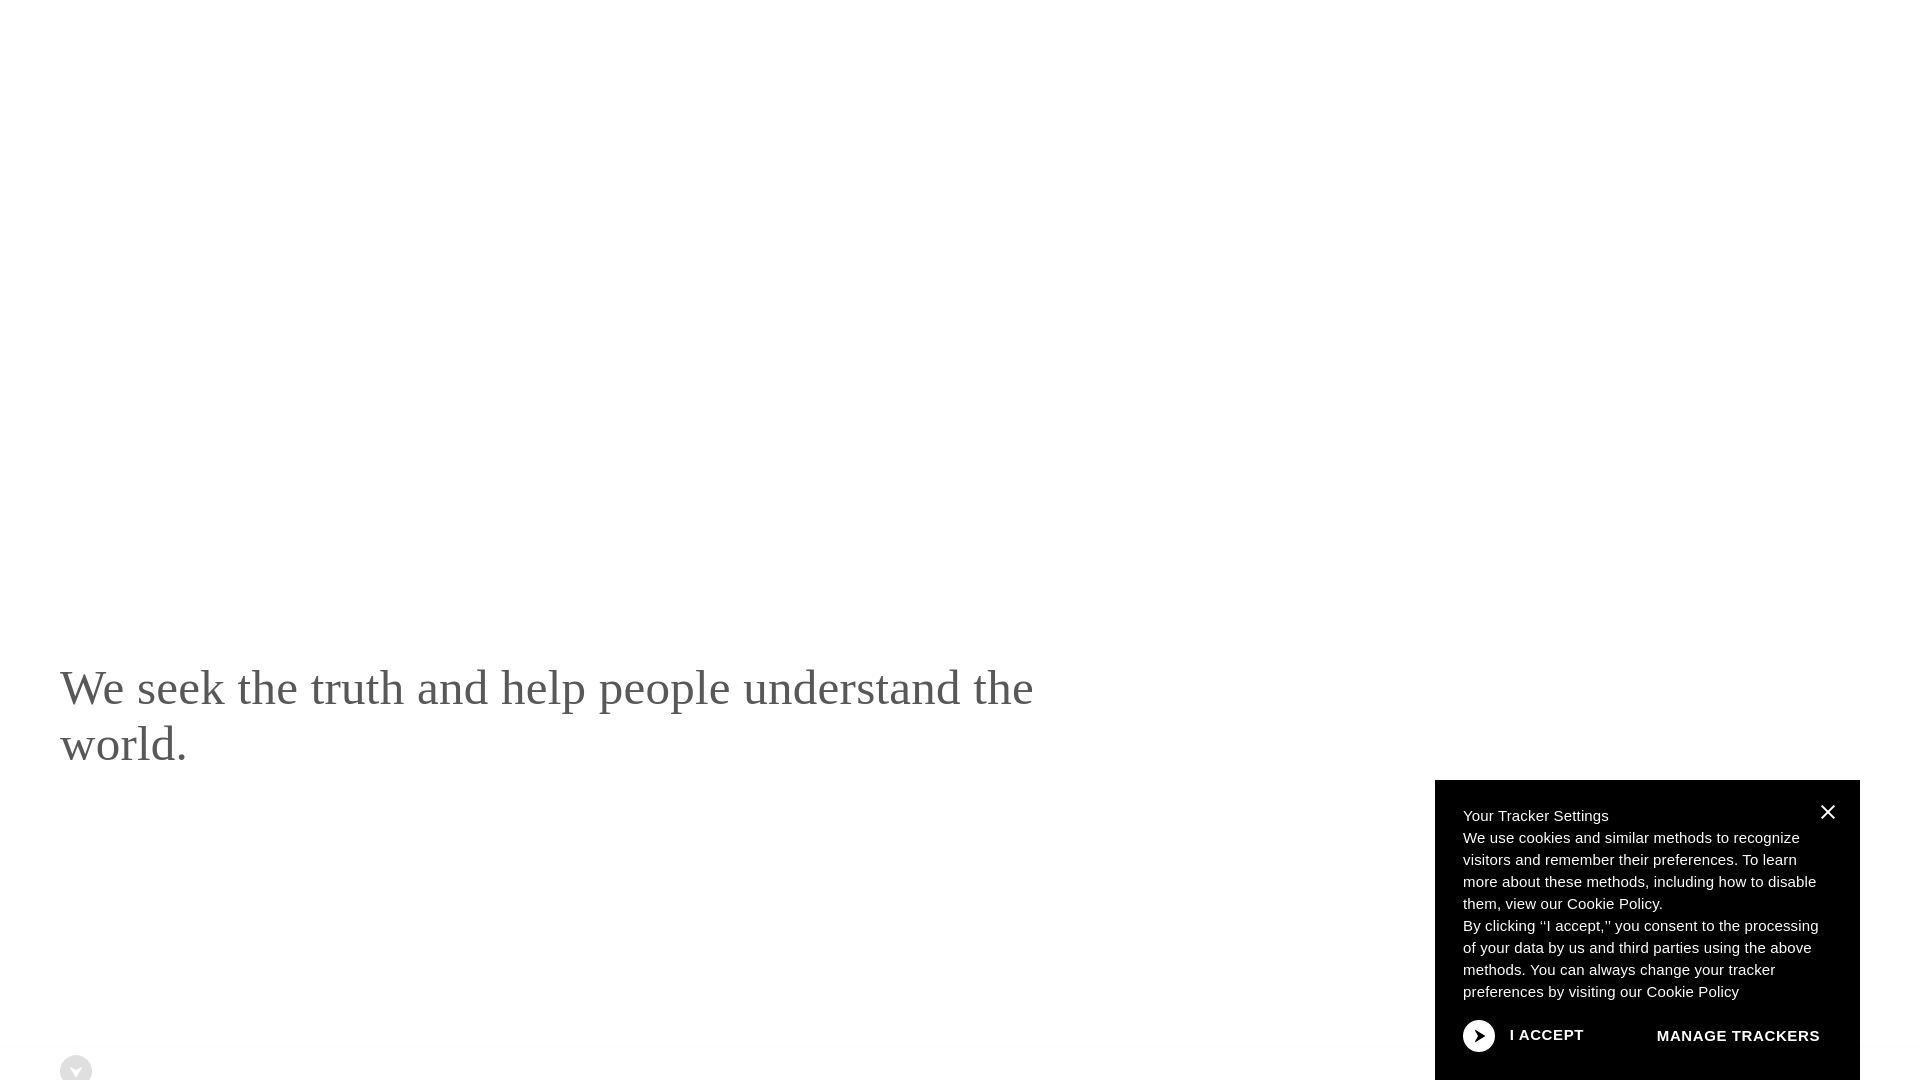 We seek the truth and help people understand the
world.
Your Tracker Settings
We use cookies and similar methods to recognize
visitors and remember their preferences. To learn
more about these methods, including how to disable
them, view our Cookie Policy.
By clicking ‘‘I accept,’’ you consent to the processing
of your data by us and third parties using the above
methods. You can always change your tracker
preferences by visiting our Cookie Policy
I ACCEPT
MANAGE TRACKERS